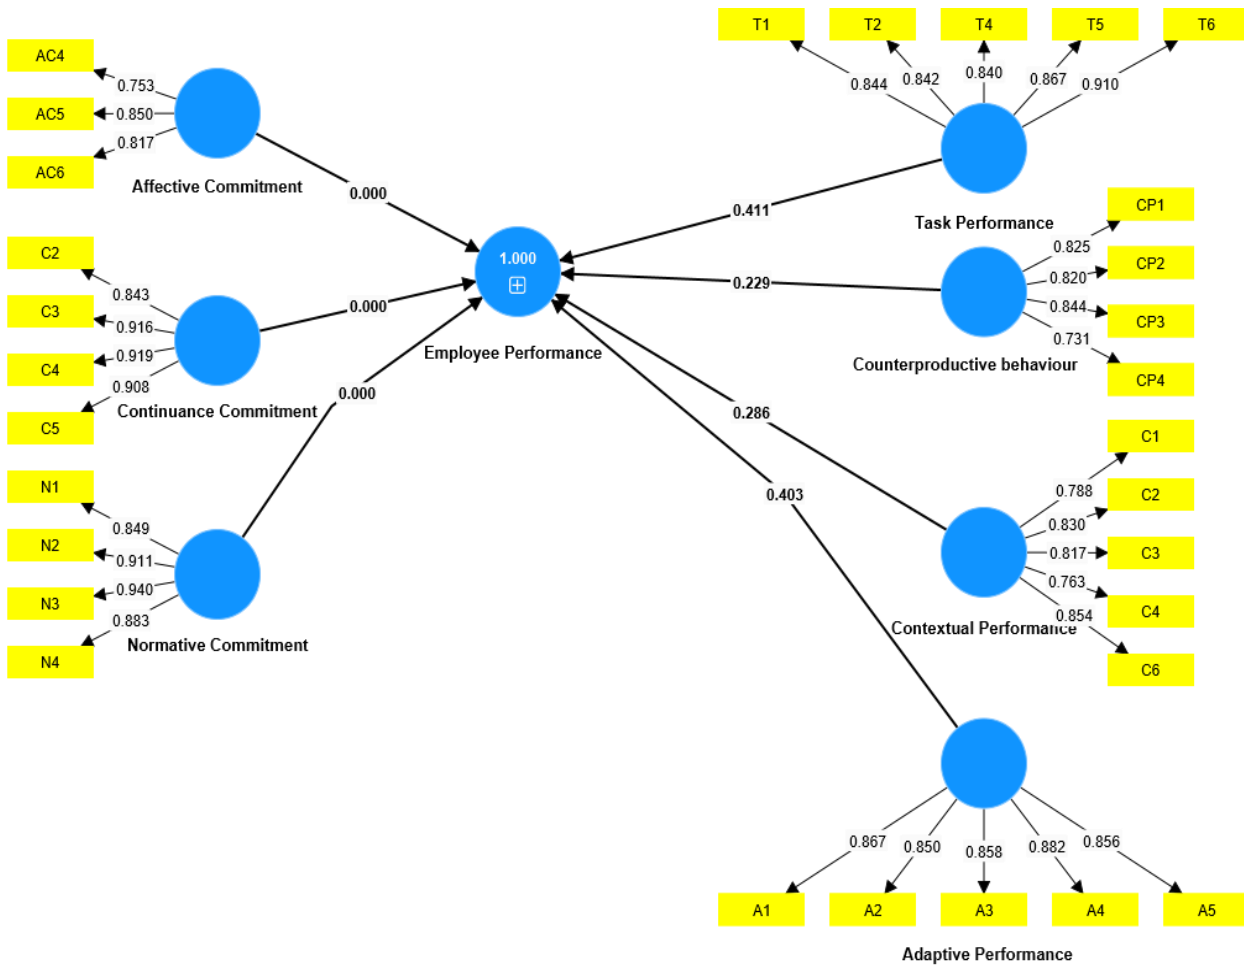 AC4
AC5
AC6
0.753
0.850
0.817
Affective Commitment
0.000
C2
C3
C4
C5
0.843
0.916
0.919
0.908
Continuance Commitment
0.000
N1
N2
N3
N4
0.849
0.911
0.940
0.883
Normative Commitment
0.000
1.000
Employee Performance
T1
T2
T4
T5
T6
0.844
0.842
0.840
0.867
0.910
Task Performance
0.411
CP1
CP2
CP3
CP4
0.825
0.820
0.844
0.731
Counterproductive behaviour
0.229
C1
C2
C3
C4
C6
0.788
0.830
0.817
0.763
0.854
Contextual Performance
0.286
0.403
0.867
0.850
0.858
0.882
0.856
A1
A2
A3
A4
A5
Adaptive Performance